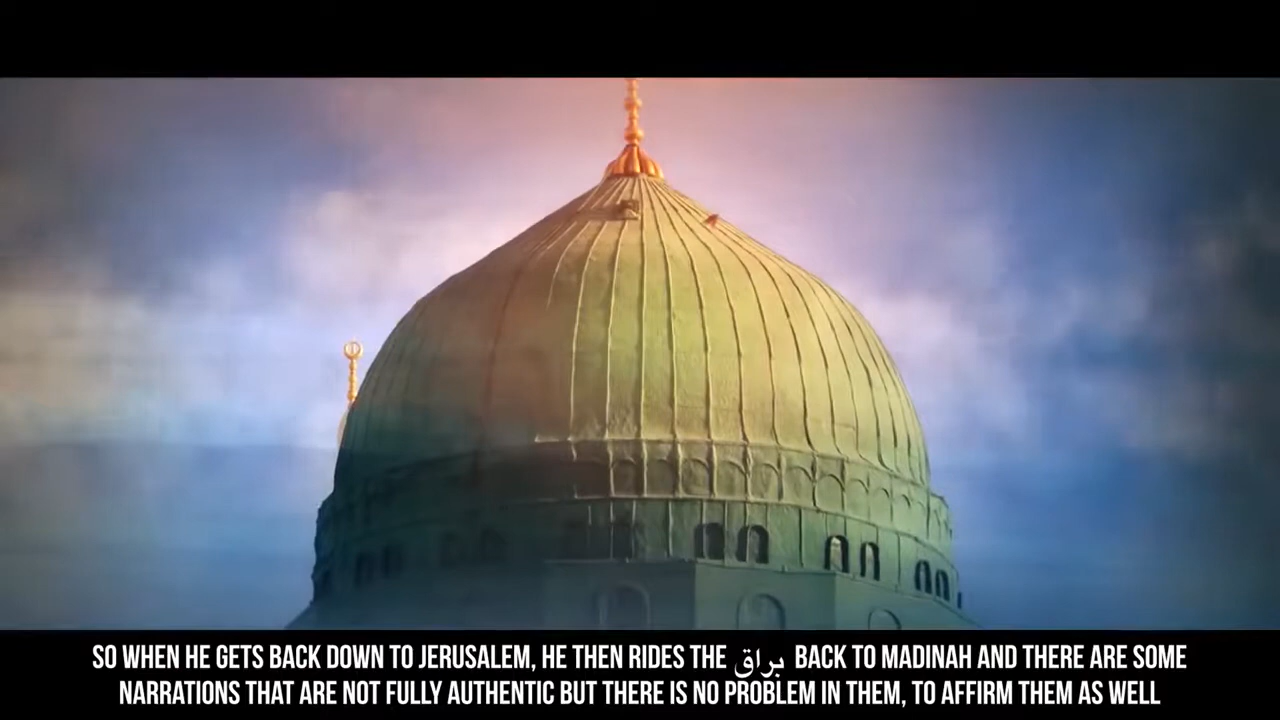 SO WHEN HE GETS BACK DOWN TO JERUSALEM, HE THEN RIDES THE براق BACK TO MADINAH AND THERE ARE SOME
NARRATIONS THAT ARE NOT FULLY AUTHENTIC BUT THERE IS NO PROBLEM IN THEM, TO AFFIRM THEM AS WELL